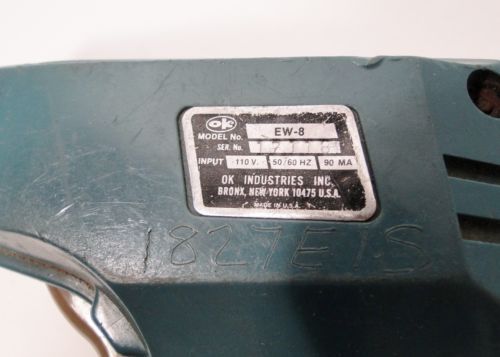 ok
MODEL No. EW-8
SER. No.
INPUT 110 V. 50/60 HZ 90 MA
OK INDUSTRIES INC.
BRONX, NEW YORK 10475 U.S.A.
MADE IN U.S.A.
1827E1S